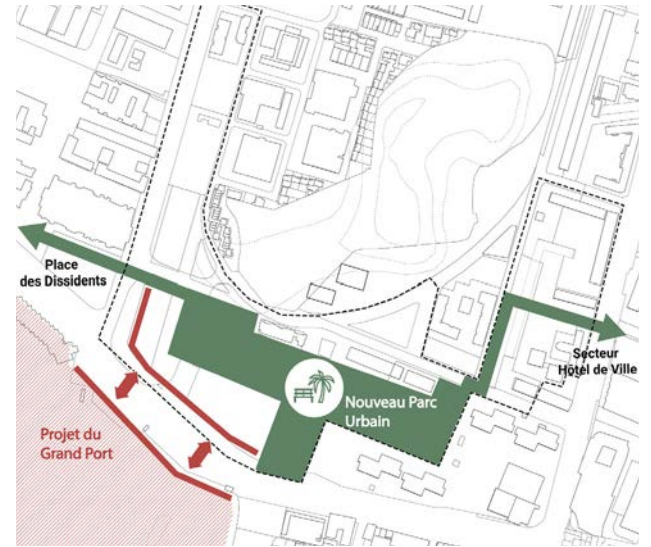 Place
des Dissidents
Nouveau Parc
Urbain
Secteur
Hôtel de Ville
Projet du
Grand Port